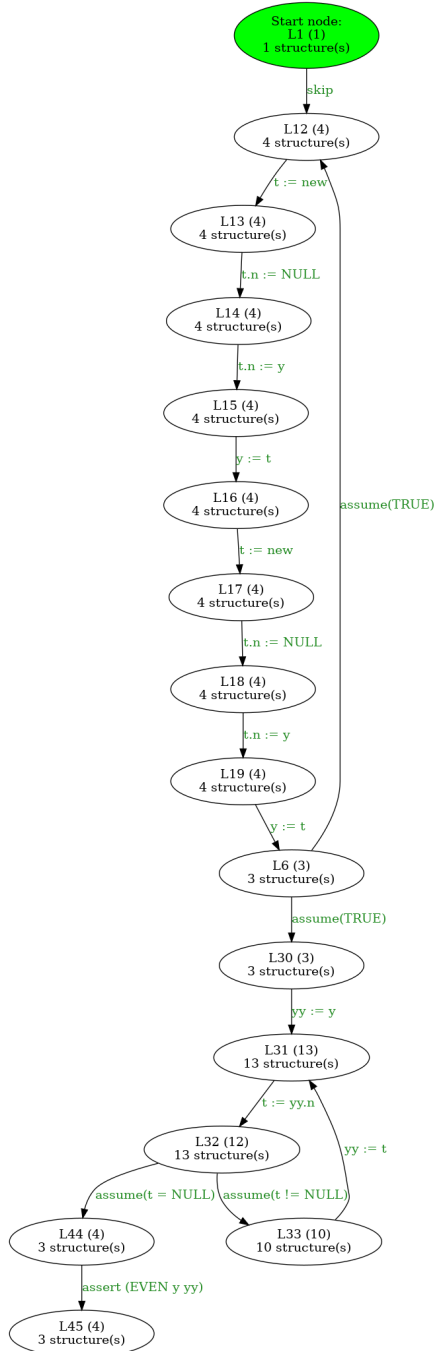 Start node:
L1 (1)
1 structure(s)
skip
L12 (4)
4 structure(s)
t := new
L13 (4)
4 structure(s)
t.n := NULL
L14 (4)
4 structure(s)
t.n := y
L15 (4)
4 structure(s)
y := t
L16 (4)
4 structure(s)
assume(TRUE)
t := new
L17 (4)
4 structure(s)
t.n := NULL
L18 (4)
4 structure(s)
t.n := y
L19 (4)
4 structure(s)
y := t
L6 (3)
3 structure(s)
assume(TRUE)
L30 (3)
3 structure(s)
yy := y
L31 (13)
13 structure(s)
t := yy.n
L32 (12)
13 structure(s)
yy := t
assume(t = NULL)
assume(t != NULL)
L44 (4)
3 structure(s)
L33 (10)
10 structure(s)
assert (EVEN y yy)
L45 (4)
3 structure(s)